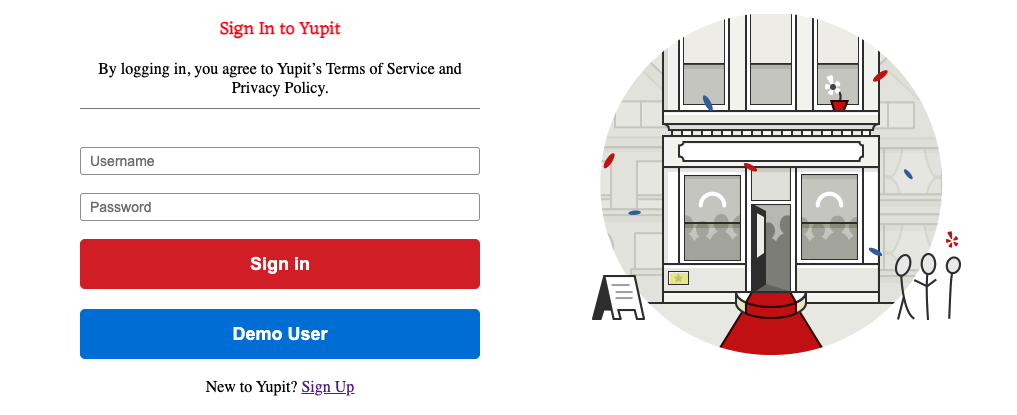 Sign In to Yupit
By logging in, you agree to Yupit’s Terms of Service and
Privacy Policy.
Username
Password
Sign in
Demo User
New to Yupit? Sign Up